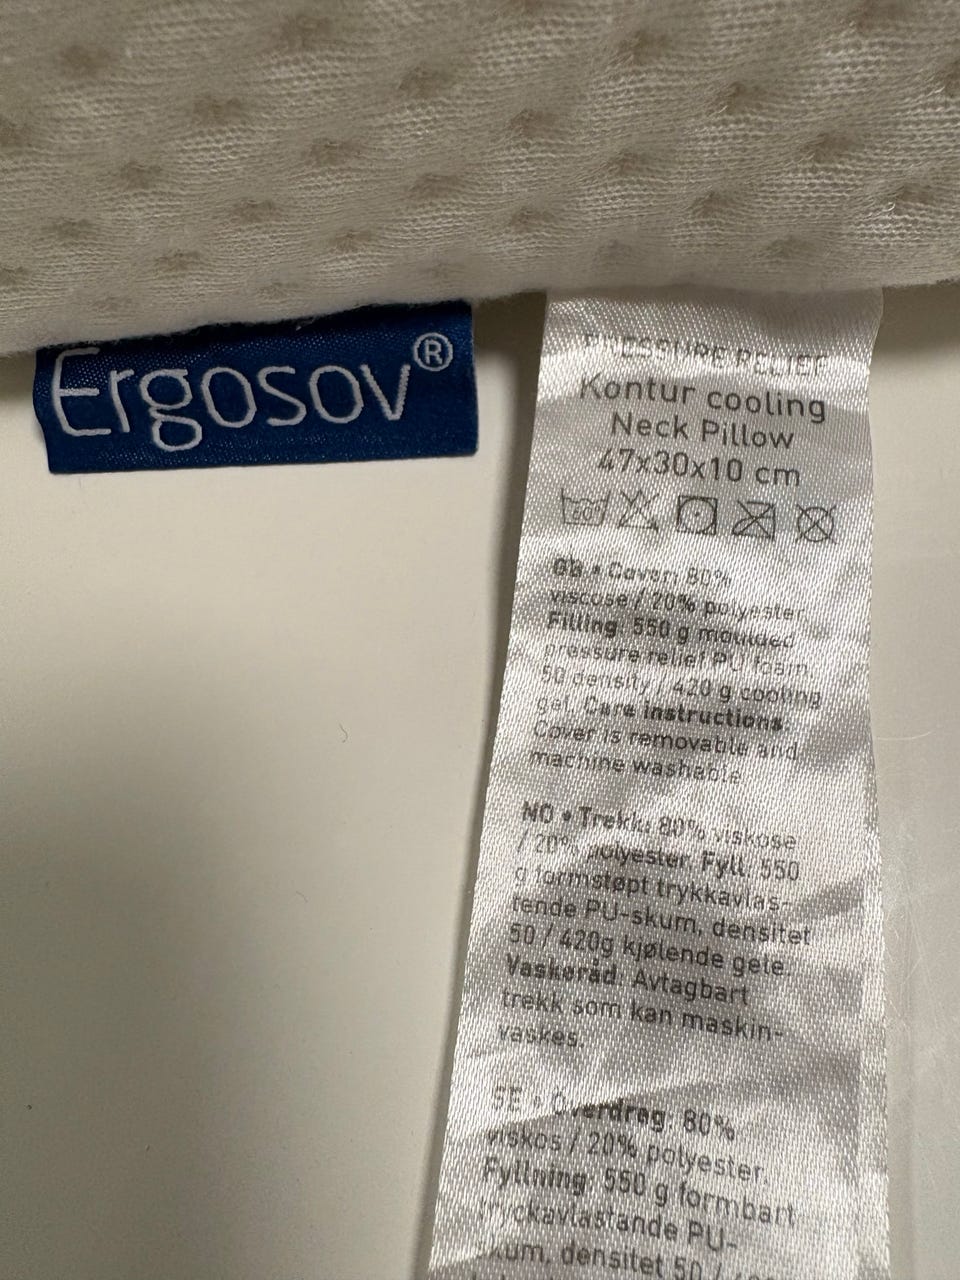 Ergosov®
PRESSURE RELIEF
Kontur cooling
Neck Pillow
47x30x10 cm
60°
GB • Cover: 80%
viscose / 20% polyester.
Filling: 550 g moulded
pressure relief PU foam,
50 density / 420 g cooling
gel. Care instructions:
Cover is removable and
machine washable.
NO • Trekk: 80% viskose
/ 20% polyester. Fyll: 550
g formstøpt trykkavlas-
rende PU-skum, densitet
50 / 420g kjølende gele.
Vaskeråd: Avtagbart
trekk som kan maskin-
vaskes.
SE • Överdrag: 80%
viskos / 20% polyester.
Fyllning: 550 g formbart
tryckavlastande PU-
skum, densitet 50 /